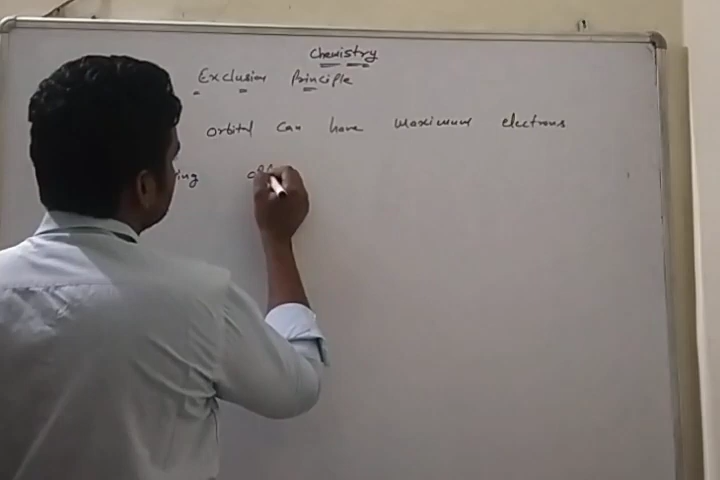 Chemistry
Exclusion Principle
orbital can have maximum electrons